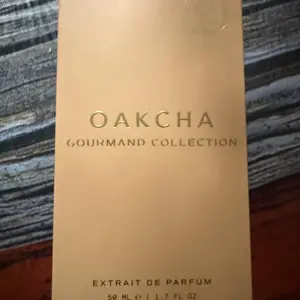 OAKCHA
GOURMAND COLLECTION
EXTRAIT DE PARFUM
50 ML ℮ | 1.7 FL OZ